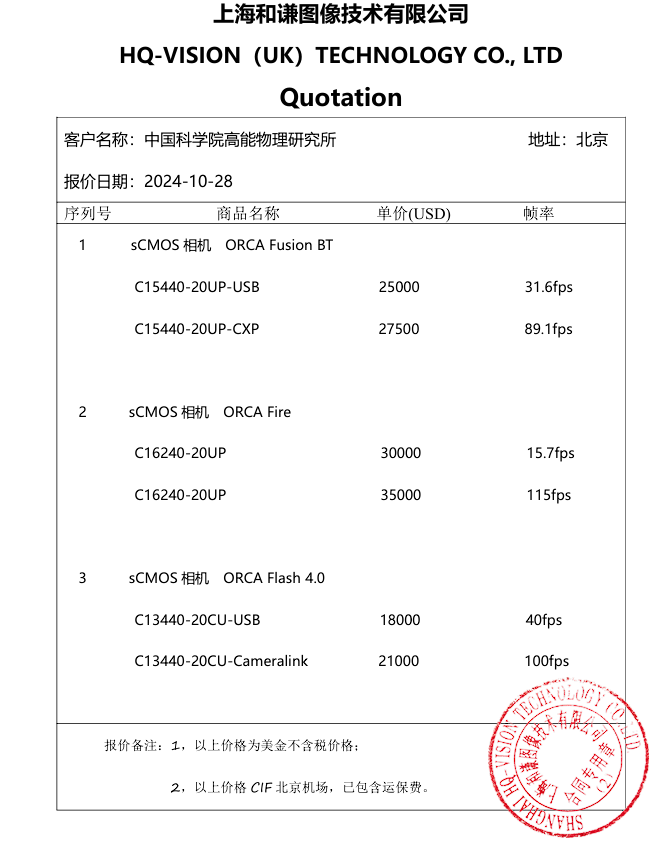 上海和谦图像技术有限公司
HQ-VISION（UK）TECHNOLOGY CO., LTD
Quotation
客户名称：中国科学院高能物理研究所 地址：北京
报价日期：2024-10-28
序列号 商品名称 单价(USD) 帧率
1 sCMOS 相机 ORCA Fusion BT
C15440-20UP-USB 25000 31.6fps
C15440-20UP-CXP 27500 89.1fps
2 sCMOS 相机 ORCA Fire
C16240-20UP 30000 15.7fps
C16240-20UP 35000 115fps
3 sCMOS 相机 ORCA Flash 4.0
C13440-20CU-USB 18000 40fps
C13440-20CU-Cameralink 21000 100fps
报价备注：1，以上价格为美金不含税价格；
2，以上价格 CIF 北京机场，已包含运保费。
SHANGHAI HQ-VISION TECHNOLOGY CO LTD
上海和谦图像技术有限公司
合同专用章
（2）